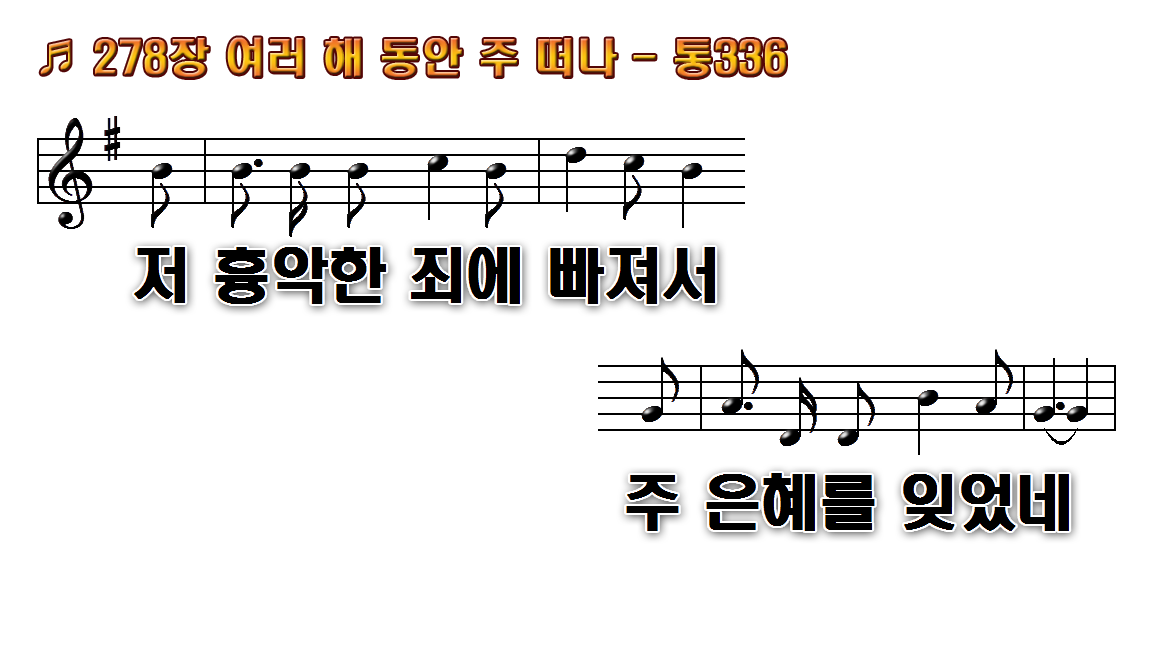 ♬ 278장 여러 해 동안 주 떠나 - 통336
저 흉악한 죄에 빠져서
주 은혜를 잊었네